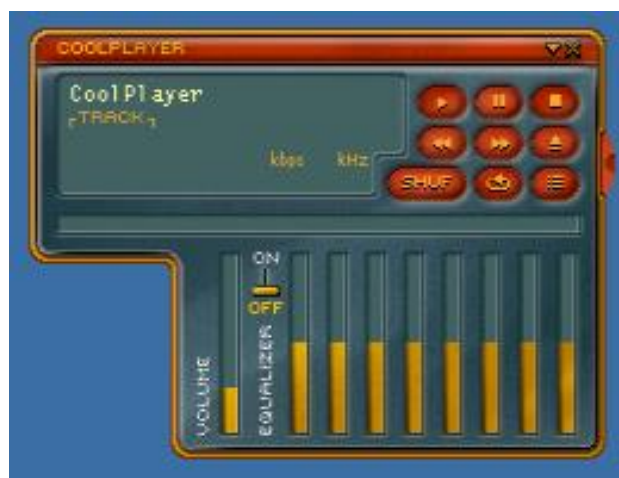 COOLPLAYER
CoolPlayer
TRACK
kbps kHz
SHUF
ON
OFF
VOLUME
EQUALIZER